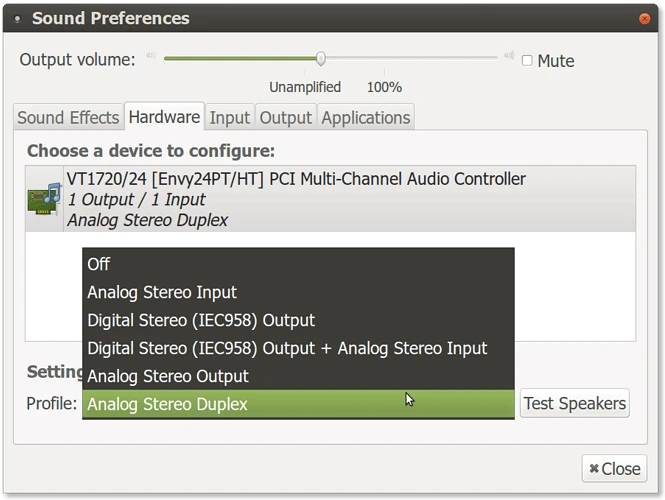 Sound Preferences
Output volume:
Mute
Unamplified 100%
Sound Effects Hardware Input Output Applications
Choose a device to configure:
VT1720/24 [Envy24PT/HT] PCI Multi-Channel Audio Controller
1 Output / 1 Input
Analog Stereo Duplex
Off
Analog Stereo Input
Digital Stereo (IEC958) Output
Digital Stereo (IEC958) Output + Analog Stereo Input
Analog Stereo Output
Settin
Profile: Analog Stereo Duplex Test Speakers
Close